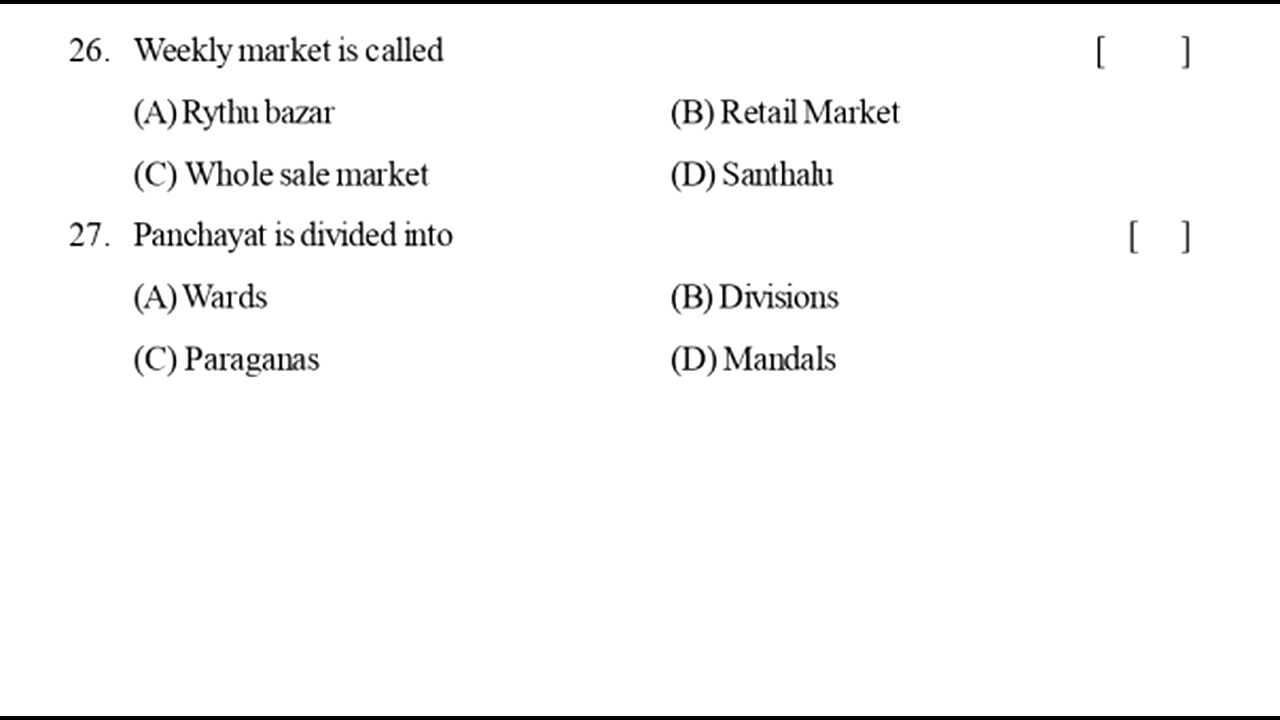 26. Weekly market is called [ ]
(A) Rythu bazar (B) Retail Market
(C) Whole sale market (D) Santhalu
27. Panchayat is divided into [ ]
(A) Wards (B) Divisions
(C) Paraganas (D) Mandals